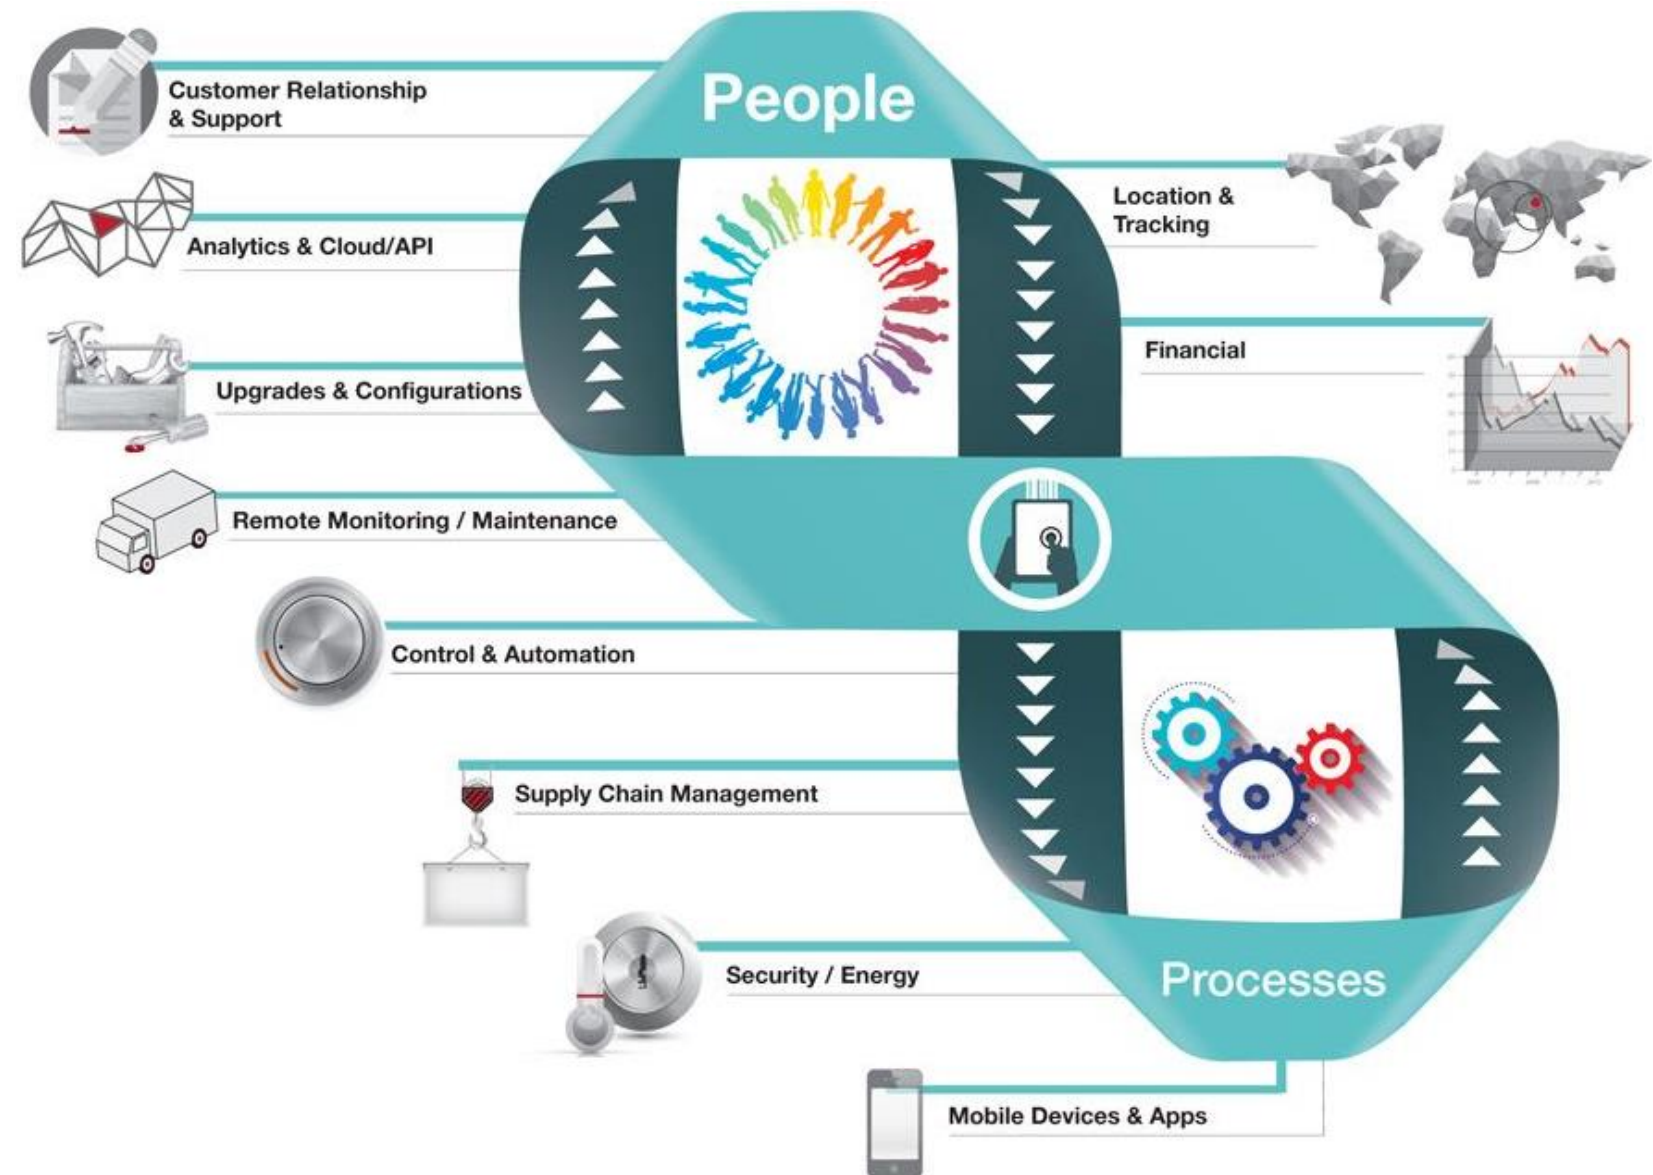 People
Customer Relationship
& Support
Location &
Tracking
Analytics & Cloud/API
Financial
Upgrades & Configurations
Remote Monitoring / Maintenance
Control & Automation
Supply Chain Management
Security / Energy
Processes
Mobile Devices & Apps